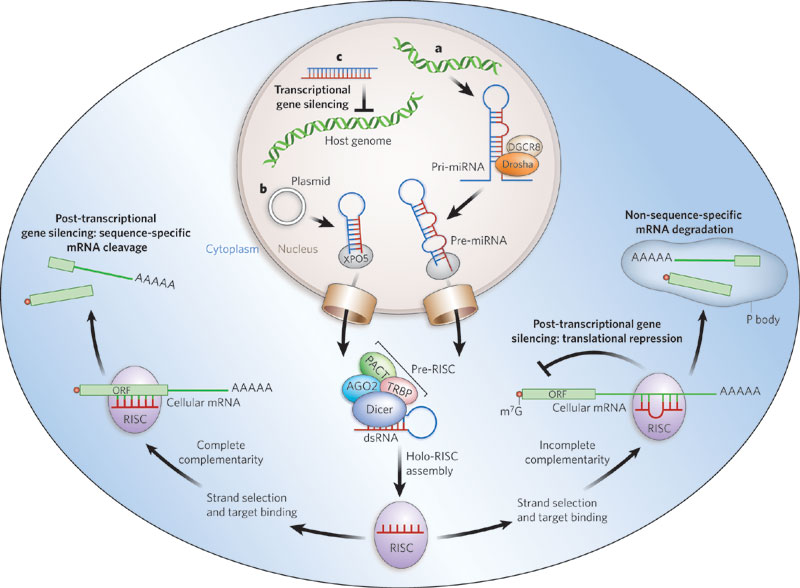 c
a
Transcriptional
gene silencing
Host genome
DGCR8
Drosha
Pri-miRNA
b
Plasmid
Pre-miRNA
Cytoplasm
Nucleus
XPO5
Post-transcriptional
gene silencing: sequence-specific
mRNA cleavage
AAAAA
Non-sequence-specific
mRNA degradation
AAAAA
P body
Post-transcriptional gene
silencing: translational repression
PACT
Pre-RISC
AGO2
TRBP
Dicer
dsRNA
ORF
AAAAA
Cellular mRNA
RISC
ORF
AAAAA
m⁷G
Cellular mRNA
RISC
Complete
complementarity
Holo-RISC
assembly
Incomplete
complementarity
Strand selection
and target binding
Strand selection
and target binding
RISC